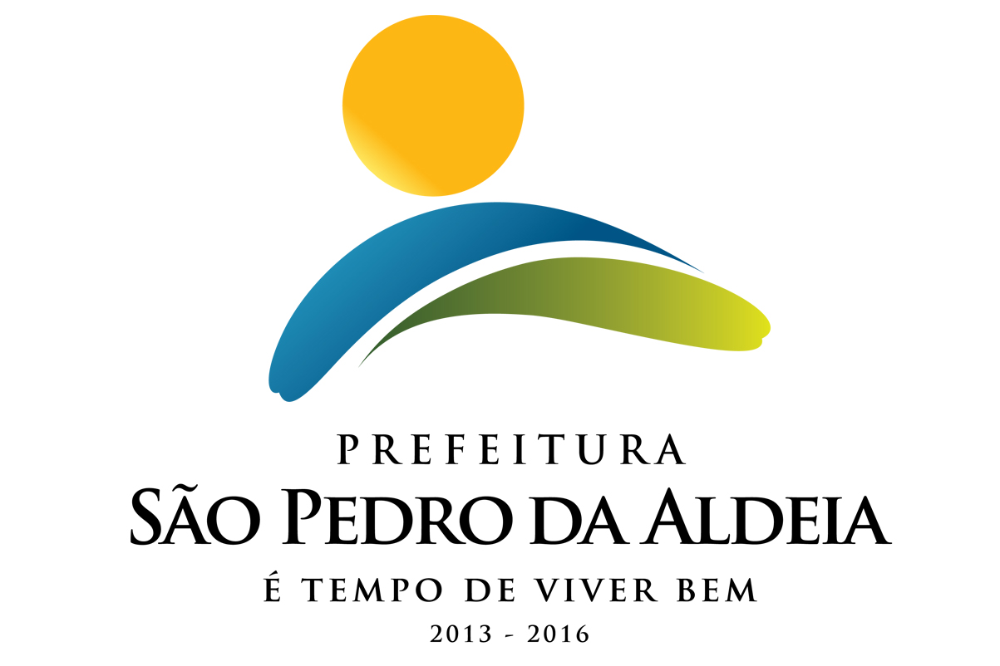 PREFEITURA
SÃO PEDRO DA ALDEIA
É TEMPO DE VIVER BEM
2013 - 2016